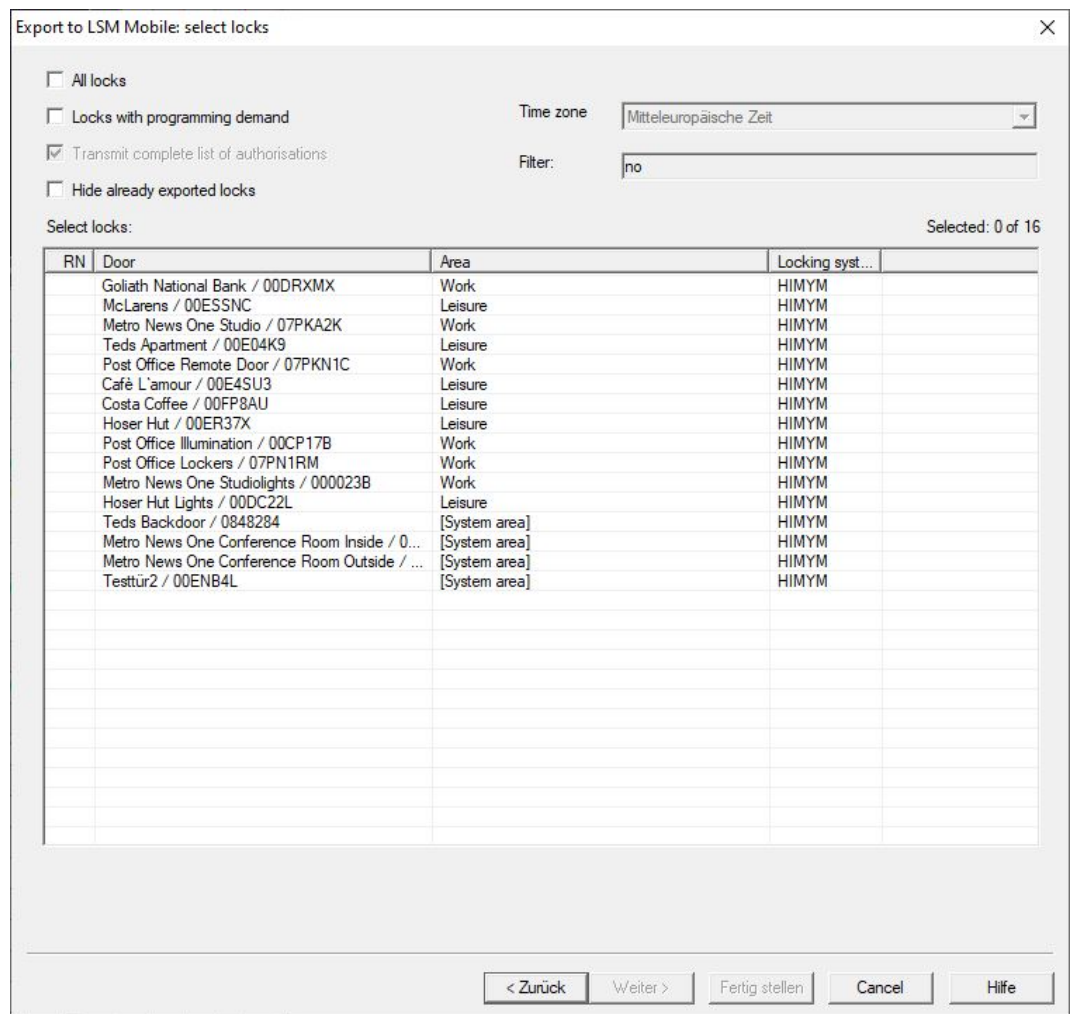 Export to LSM Mobile: select locks
All locks
Locks with programming demand
Time zone
Mitteleuropäische Zeit
Transmit complete list of authorisations
Filter:
no
Hide already exported locks
Select locks:
Selected: 0 of 16
RN Door Area Locking syst...
Goliath National Bank / 00DRXMX Work HIMYM
McLarens / 00ESSNC Leisure HIMYM
Metro News One Studio / 07PKA2K Work HIMYM
Teds Apartment / 00E04K9 Leisure HIMYM
Post Office Remote Door / 07PKN1C Work HIMYM
Cafè L'amour / 00E4SU3 Leisure HIMYM
Costa Coffee / 00FP8AU Leisure HIMYM
Hoser Hut / 00ER37X Leisure HIMYM
Post Office Illumination / 00CP17B Work HIMYM
Post Office Lockers / 07PN1RM Work HIMYM
Metro News One Studiolights / 000023B Work HIMYM
Hoser Hut Lights / 00DC22L Leisure HIMYM
Teds Backdoor / 0848284 [System area] HIMYM
Metro News One Conference Room Inside / 0... [System area] HIMYM
Metro News One Conference Room Outside / ... [System area] HIMYM
Testtür2 / 00ENB4L [System area] HIMYM
< Zurück Weiter > Fertig stellen Cancel Hilfe